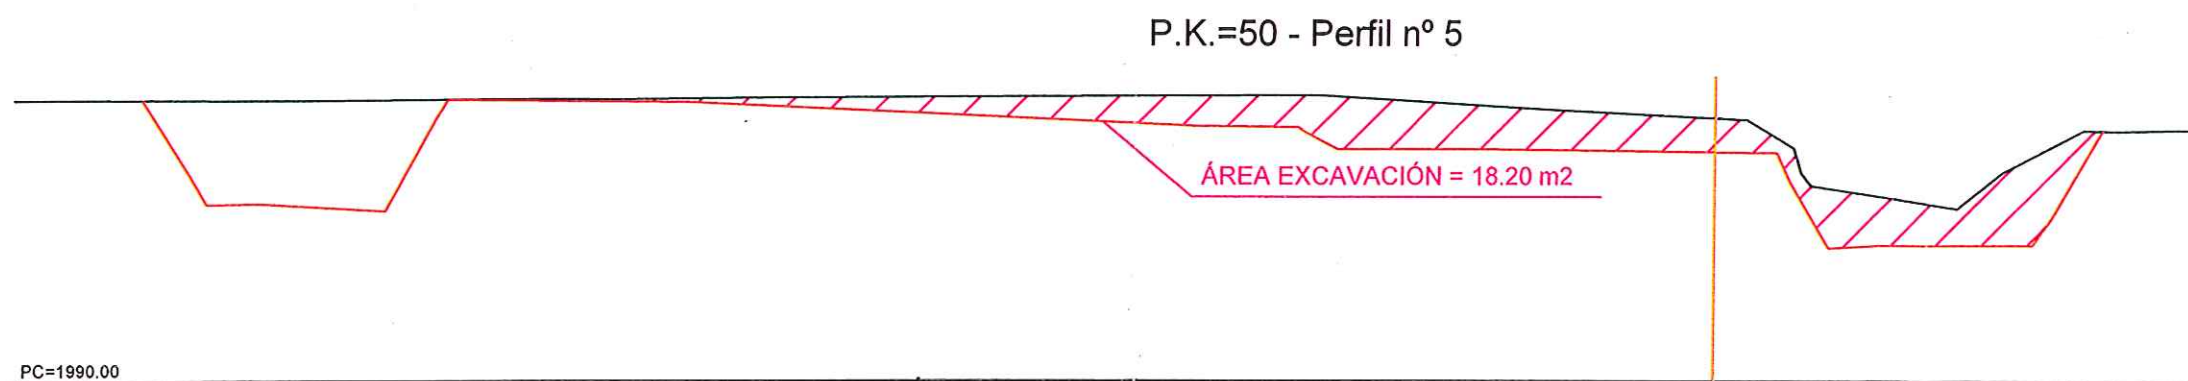 P.K.=50 - Perfil nº 5
ÁREA EXCAVACIÓN = 18.20 m2
PC=1990.00